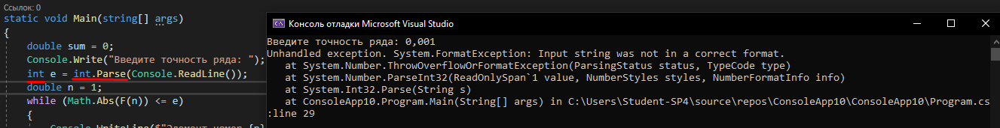 Ссылок: 0
static void Main(string[] args)
{
double sum = 0;
Console.Write("Введите точность ряда: ");
int e = int.Parse(Console.ReadLine());
double n = 1;
while (Math.Abs(F(n)) <= e)
{
Консоль отладки Microsoft Visual Studio
Введите точность ряда: 0,001
Unhandled exception. System.FormatException: Input string was not in a correct format.
at System.Number.ThrowOverflowOrFormatException(ParsingStatus status, TypeCode type)
at System.Number.ParseInt32(ReadOnlySpan`1 value, NumberStyles styles, NumberFormatInfo info)
at System.Int32.Parse(String s)
at ConsoleApp10.Program.Main(String[] args) in C:\Users\Student-SP4\source\repos\ConsoleApp10\ConsoleApp10\Program.cs
:line 29